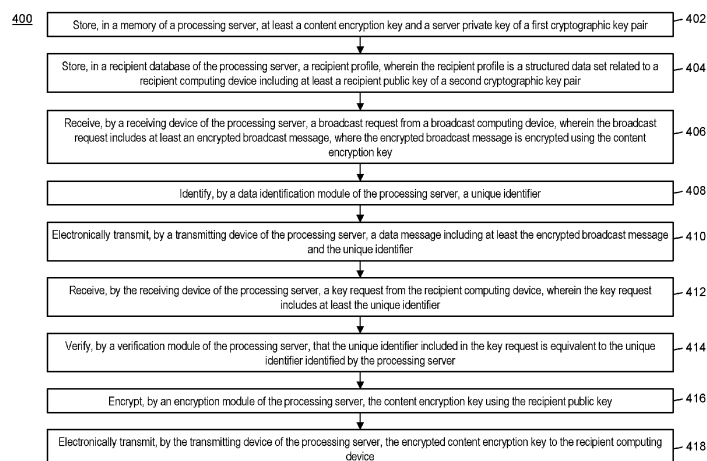 400
Store, in a memory of a processing server, at least a content encryption key and a server private key of a first cryptographic key pair
402
Store, in a recipient database of the processing server, a recipient profile, wherein the recipient profile is a structured data set related to a
recipient computing device including at least a recipient public key of a second cryptographic key pair
404
Receive, by a receiving device of the processing server, a broadcast request from a broadcast computing device, wherein the broadcast
request includes at least an encrypted broadcast message, where the encrypted broadcast message is encrypted using the content
encryption key
406
Identify, by a data identification module of the processing server, a unique identifier
408
Electronically transmit, by a transmitting device of the processing server, a data message including at least the encrypted broadcast message
and the unique identifier
410
Receive, by the receiving device of the processing server, a key request from the recipient computing device, wherein the key request
includes at least the unique identifier
412
Verify, by a verification module of the processing server, that the unique identifier included in the key request is equivalent to the unique
identifier identified by the processing server
414
Encrypt, by an encryption module of the processing server, the content encryption key using the recipient public key
416
Electronically transmit, by the transmitting device of the processing server, the encrypted content encryption key to the recipient computing
device
418